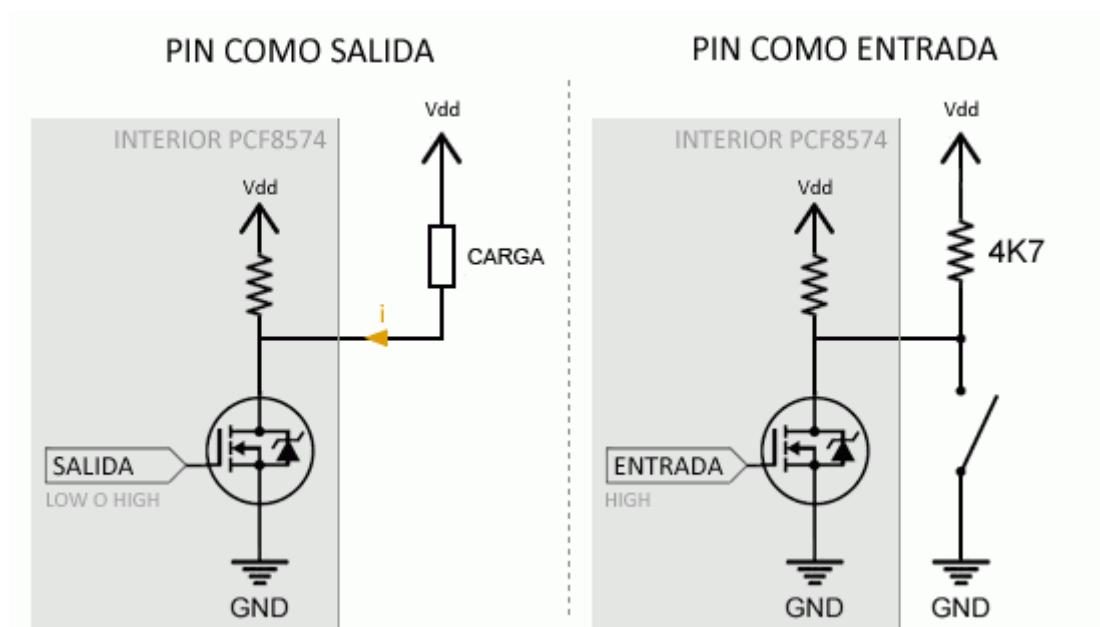 PIN COMO SALIDA
Vdd
INTERIOR PCF8574
Vdd
CARGA
i
SALIDA
LOW O HIGH
GND
PIN COMO ENTRADA
Vdd
INTERIOR PCF8574
Vdd
4K7
ENTRADA
HIGH
GND
GND